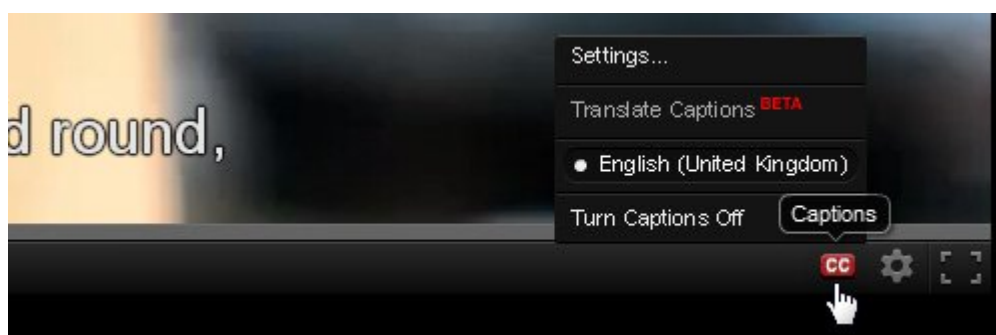 Settings...
Translate Captions BETA
d round,
English (United Kingdom)
Turn Captions Off
Captions
CC